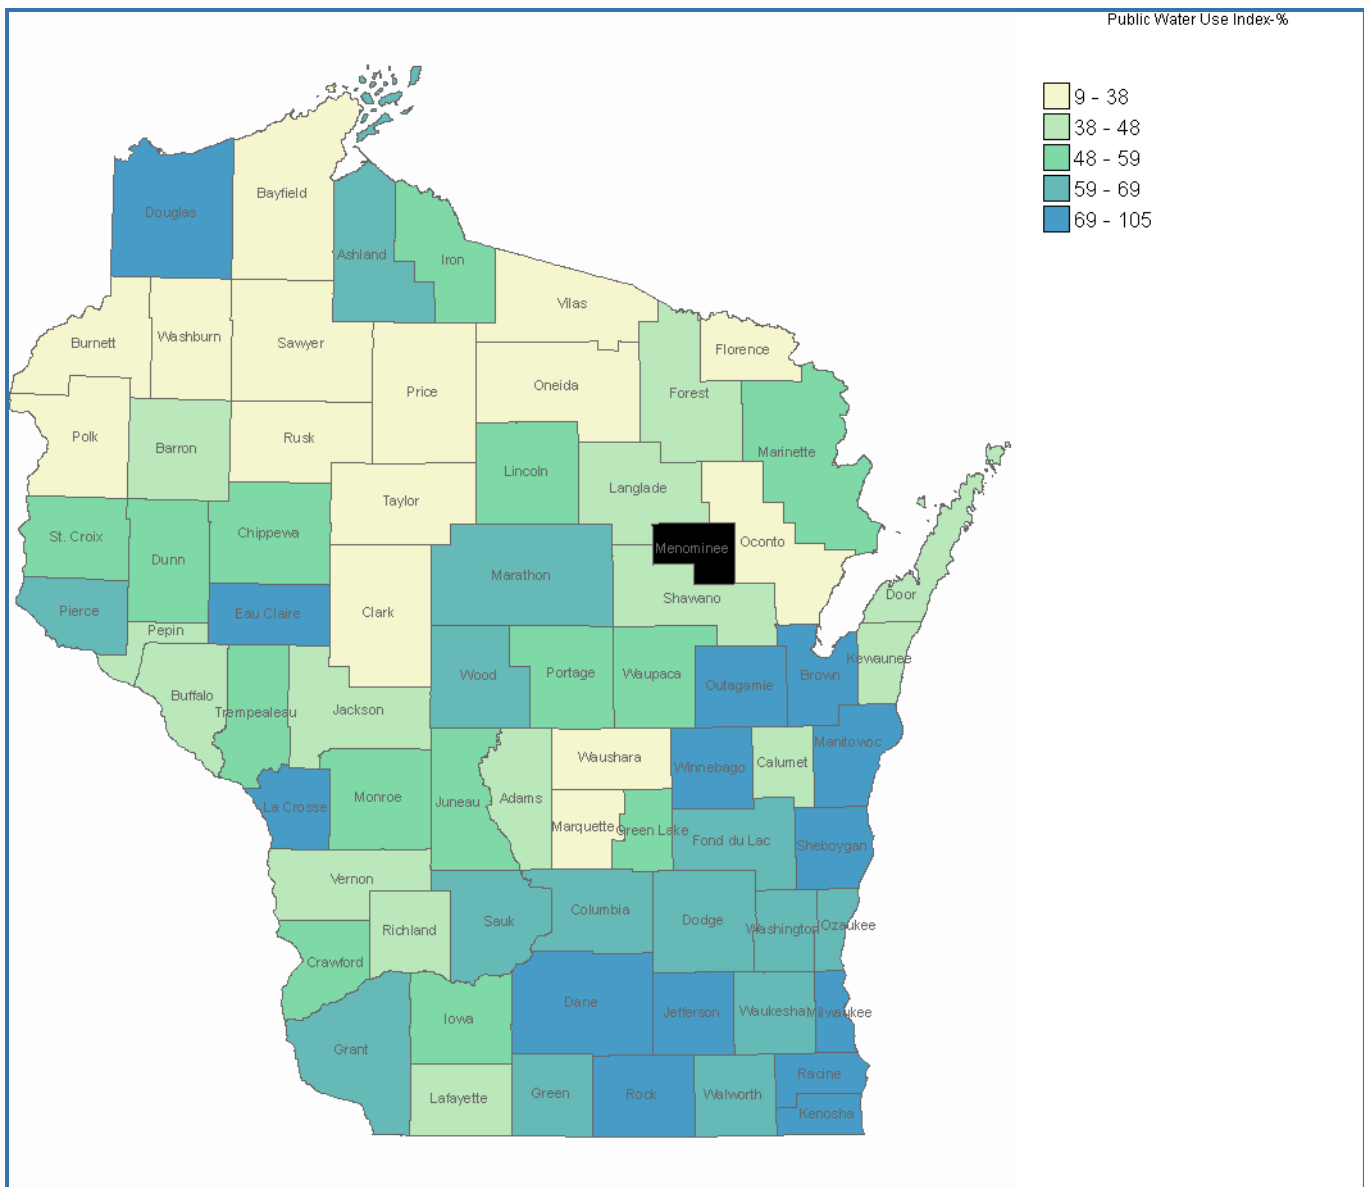 Public Water Use Index-%
9 - 38
38 - 48
48 - 59
59 - 69
69 - 105
Bayfield
Douglas
Ashland
Iron
Vilas
Washburn
Burnett
Sawyer
Florence
Oneida
Price
Forest
Polk
Rusk
Barron
Marinette
Lincoln
Langlade
Taylor
Chippewa
St. Croix
Oconto
Menominee
Dunn
Marathon
Door
Shawano
Pierce
Eau Claire
Clark
Pepin
Kewaunee
Portage
Waupaca
Wood
Brown
Outagamie
Buffalo
Jackson
Trempealeau
Manitowoc
Waushara
Calumet
Winnebago
Monroe
Adams
Juneau
La Crosse
Marquette
Green Lake
Fond du Lac
Sheboygan
Vernon
Columbia
Dodge
Sauk
Ozaukee
Washington
Richland
Crawford
Dane
Waukesha
Milwaukee
Jefferson
Iowa
Grant
Racine
Green
Rock
Walworth
Lafayette
Kenosha